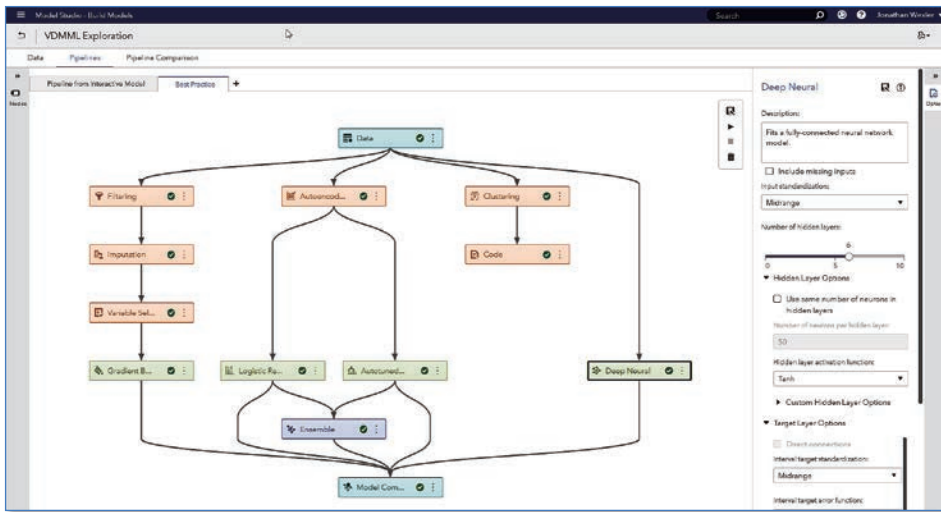 Model Studio - Build Models
Search
Jonathan Wexler
VDMML Exploration
Data
Pipelines
Pipeline Comparison
Pipeline from Interactive Model
Best Practice
+
Nodes
Data
Filtering
Autoencod...
Clustering
Imputation
Code
Variable Sel...
Gradient B...
Logistic Re...
Autotuned...
Deep Neural
Ensemble
Model Com...
Deep Neural
Description:
Fits a fully-connected neural network
model.
Include missing inputs
Input standardization:
Midrange
Number of hidden layers:
6
0 5 10
Hidden Layer Options
Use same number of neurons in
hidden layers
Number of neurons per hidden layer:
50
Hidden layer activation function:
Tanh
Custom Hidden Layer Options
Target Layer Options
Direct connections
Interval target standardization:
Midrange
Interval target error function: